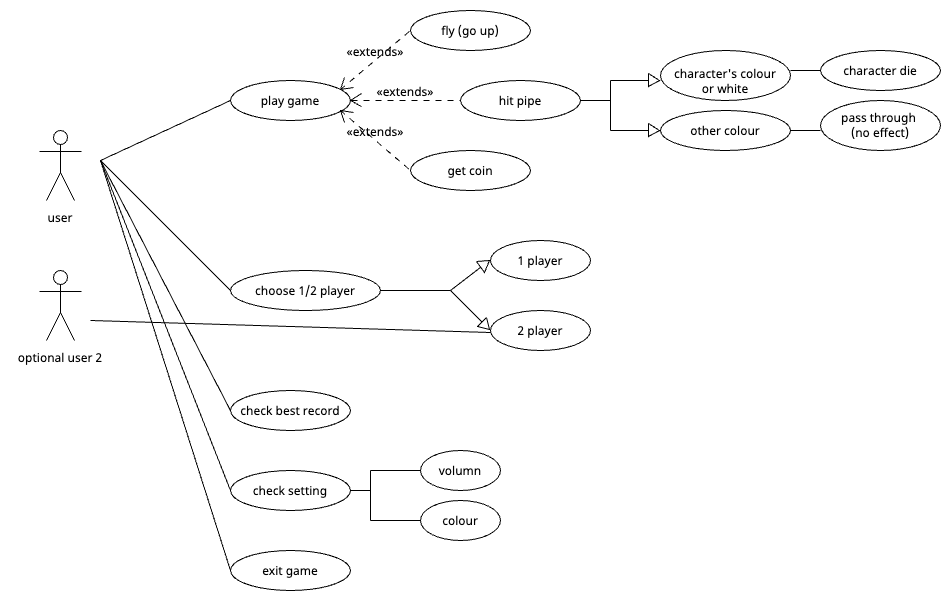 fly (go up)
«extends»
play game
«extends»
hit pipe
character's colour
or white
character die
«extends»
other colour
pass through
(no effect)
get coin
user
1 player
choose 1/2 player
2 player
optional user 2
check best record
volumn
check setting
colour
exit game